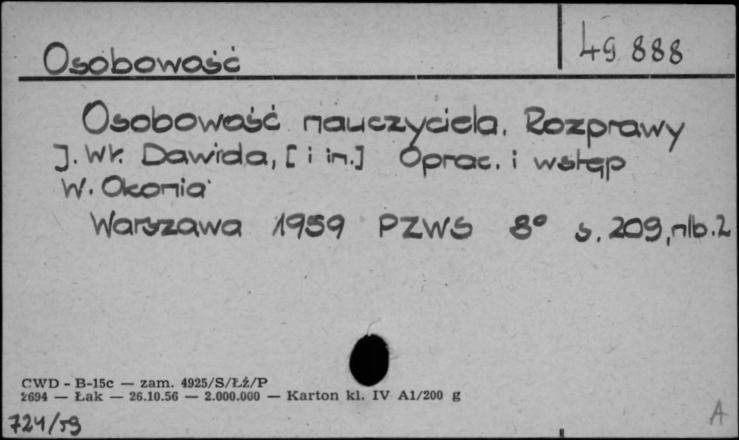 Osobowość
49 888
Osobowość nauczyciela. Rozprawy
J. Wł. Dawida, [i in.] Oprac. i wstęp
W. Okonia
Warszawa 1959 PZWS 8° s. 209, nlb. 2
CWD - B-15c — zam. 4925/S/Łź/P
2694 — Łak — 26.10.56 — 2.000.000 — Karton kl. IV A1/200 g
724/59
A